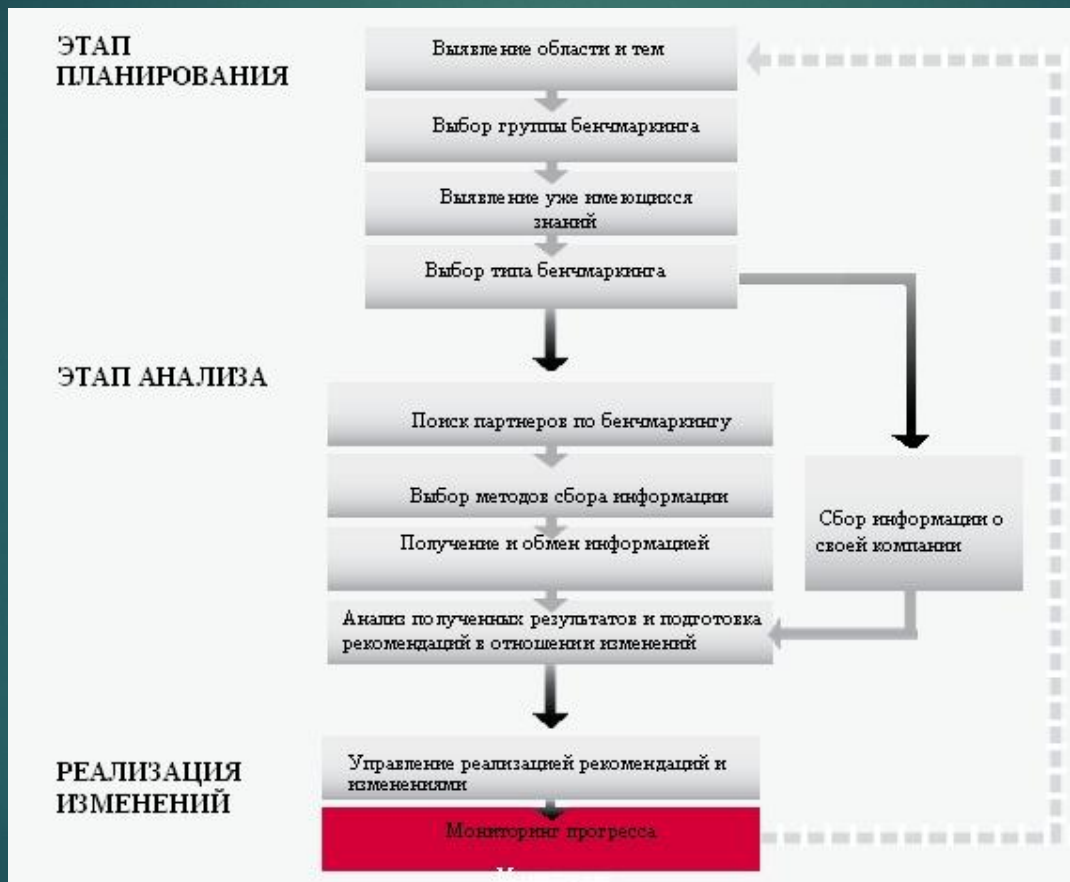 ЭТАП
ПЛАНИРОВАНИЯ
Выявление области и тем
Выбор группы бенчмаркинга
Выявление уже имеющихся
знаний
Выбор типа бенчмаркинга
ЭТАП АНАЛИЗА
Поиск партнеров по бенчмаркингу
Выбор методов сбора информации
Получение и обмен информацией
Анализ полученных результатов и подготовка
рекомендаций в отношении изменений
Сбор информации о
своей компании
РЕАЛИЗАЦИЯ
ИЗМЕНЕНИЙ
Управление реализацией рекомендаций и
изменениями
Мониторинг прогресса